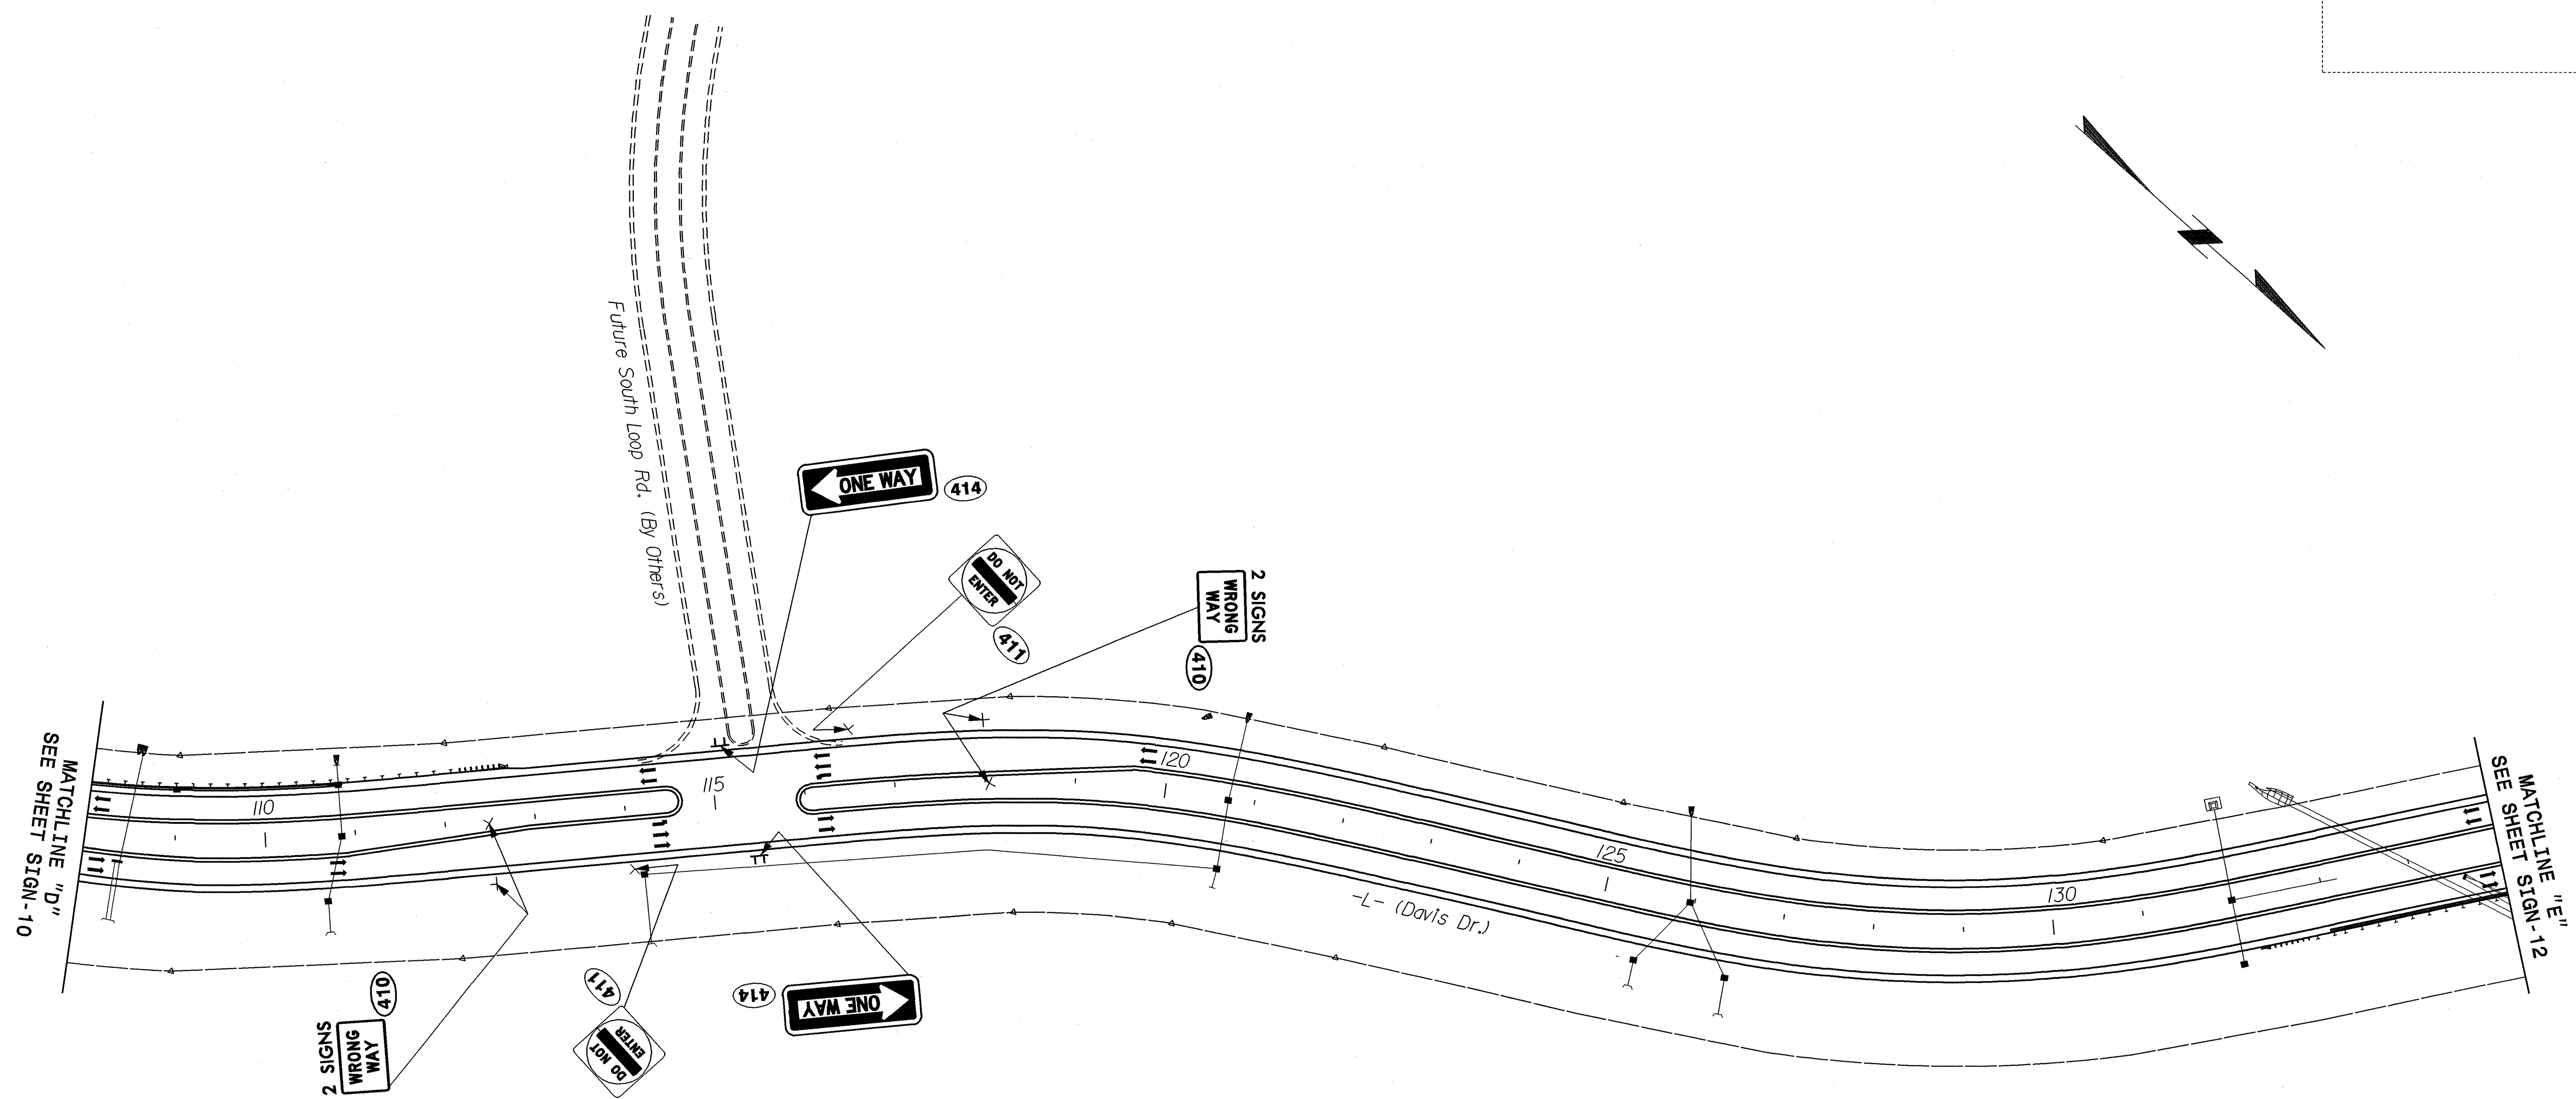 Future South Loop Rd. (By Others)
ONE WAY
414
DO NOT
ENTER
411
2 SIGNS
WRONG
WAY
410
MATCHLINE "D"
SEE SHEET SIGN-10
110
115
120
125
130
-L- (Davis Dr.)
MATCHLINE "E"
SEE SHEET SIGN-12
410
2 SIGNS
WRONG
WAY
411
DO NOT
ENTER
414
ONE WAY